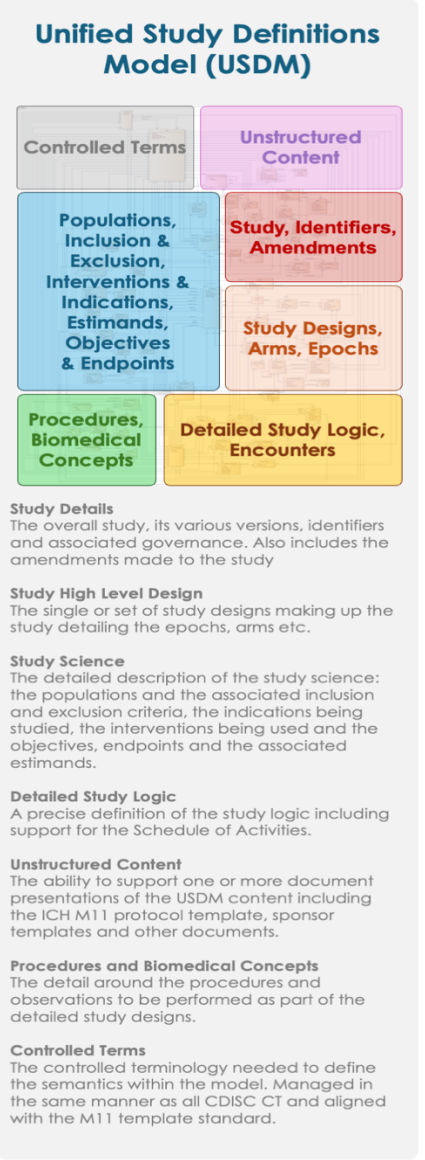 Unified Study Definitions
Model (USDM)
Controlled Terms
Unstructured
Content
Populations,
Inclusion &
Exclusion,
Interventions &
Indications,
Estimands,
Objectives
& Endpoints
Study, Identifiers,
Amendments
Study Designs,
Arms, Epochs
Procedures,
Biomedical
Concepts
Detailed Study Logic,
Encounters
Study Details
The overall study, its various versions, identifiers
and associated governance. Also includes the
amendments made to the study
Study High Level Design
The single or set of study designs making up the
study detailing the epochs, arms etc.
Study Science
The detailed description of the study science:
the populations and the associated inclusion
and exclusion criteria, the indications being
studied, the interventions being used and the
objectives, endpoints and the associated
estimands.
Detailed Study Logic
A precise definition of the study logic including
support for the Schedule of Activities.
Unstructured Content
The ability to support one or more document
presentations of the USDM content including
the ICH M11 protocol template, sponsor
templates and other documents.
Procedures and Biomedical Concepts
The detail around the procedures and
observations to be performed as part of the
detailed study designs.
Controlled Terms
The controlled terminology needed to define
the semantics within the model. Managed in
the same manner as all CDISC CT and aligned
with the M11 template standard.